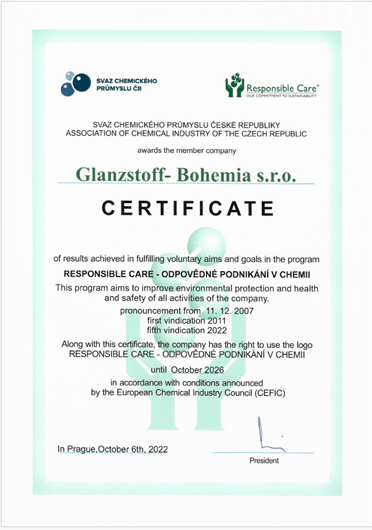 SVAZ CHEMICKÉHO
PRŮMYSLU ČR
Responsible Care®
OUR COMMITMENT TO SUSTAINABILITY
SVAZ CHEMICKÉHO PRŮMYSLU ČESKÉ REPUBLIKY
ASSOCIATION OF CHEMICAL INDUSTRY OF THE CZECH REPUBLIC
awards the member company
Glanzstoff- Bohemia s.r.o.
CERTIFICATE
of results achieved in fulfilling voluntary aims and goals in the program
RESPONSIBLE CARE - ODPOVĚDNÉ PODNIKÁNÍ V CHEMII
This program aims to improve environmental protection and health
and safety of all activities of the company.
pronouncement from 11. 12. 2007
first vindication 2011
fifth vindication 2022
Along with this certificate, the company has the right to use the logo
RESPONSIBLE CARE - ODPOVĚDNÉ PODNIKÁNÍ V CHEMII
until October 2026
in accordance with conditions announced
by the European Chemical Industry Council (CEFIC)
In Prague,October 6th, 2022
President